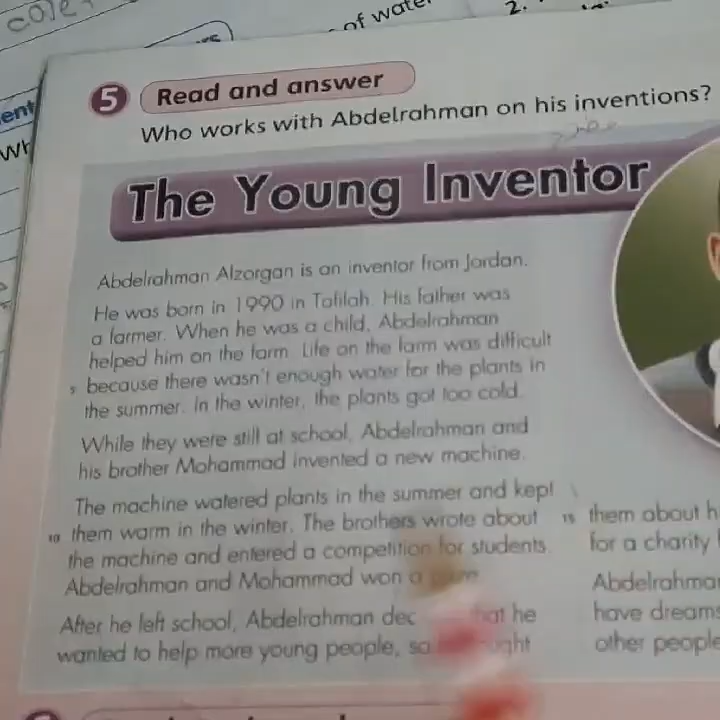 of water
2.
5 Read and answer
Who works with Abdelrahman on his inventions?
The Young Inventor
Abdelrahman Alzorgan is an inventor from Jordan.
He was born in 1990 in Tafilah. His father was
a farmer. When he was a child, Abdelrahman
helped him on the farm. Life on the farm was difficult
5 because there wasn't enough water for the plants in
the summer. In the winter, the plants got too cold.
While they were still at school, Abdelrahman and
his brother Mohammad invented a new machine.
The machine watered plants in the summer and kept
10 them warm in the winter. The brothers wrote about
the machine and entered a competition for students.
Abdelrahman and Mohammad won a
After he left school, Abdelrahman that he
wanted to help more young people,
15 them about
for a charity
have dreams
other people